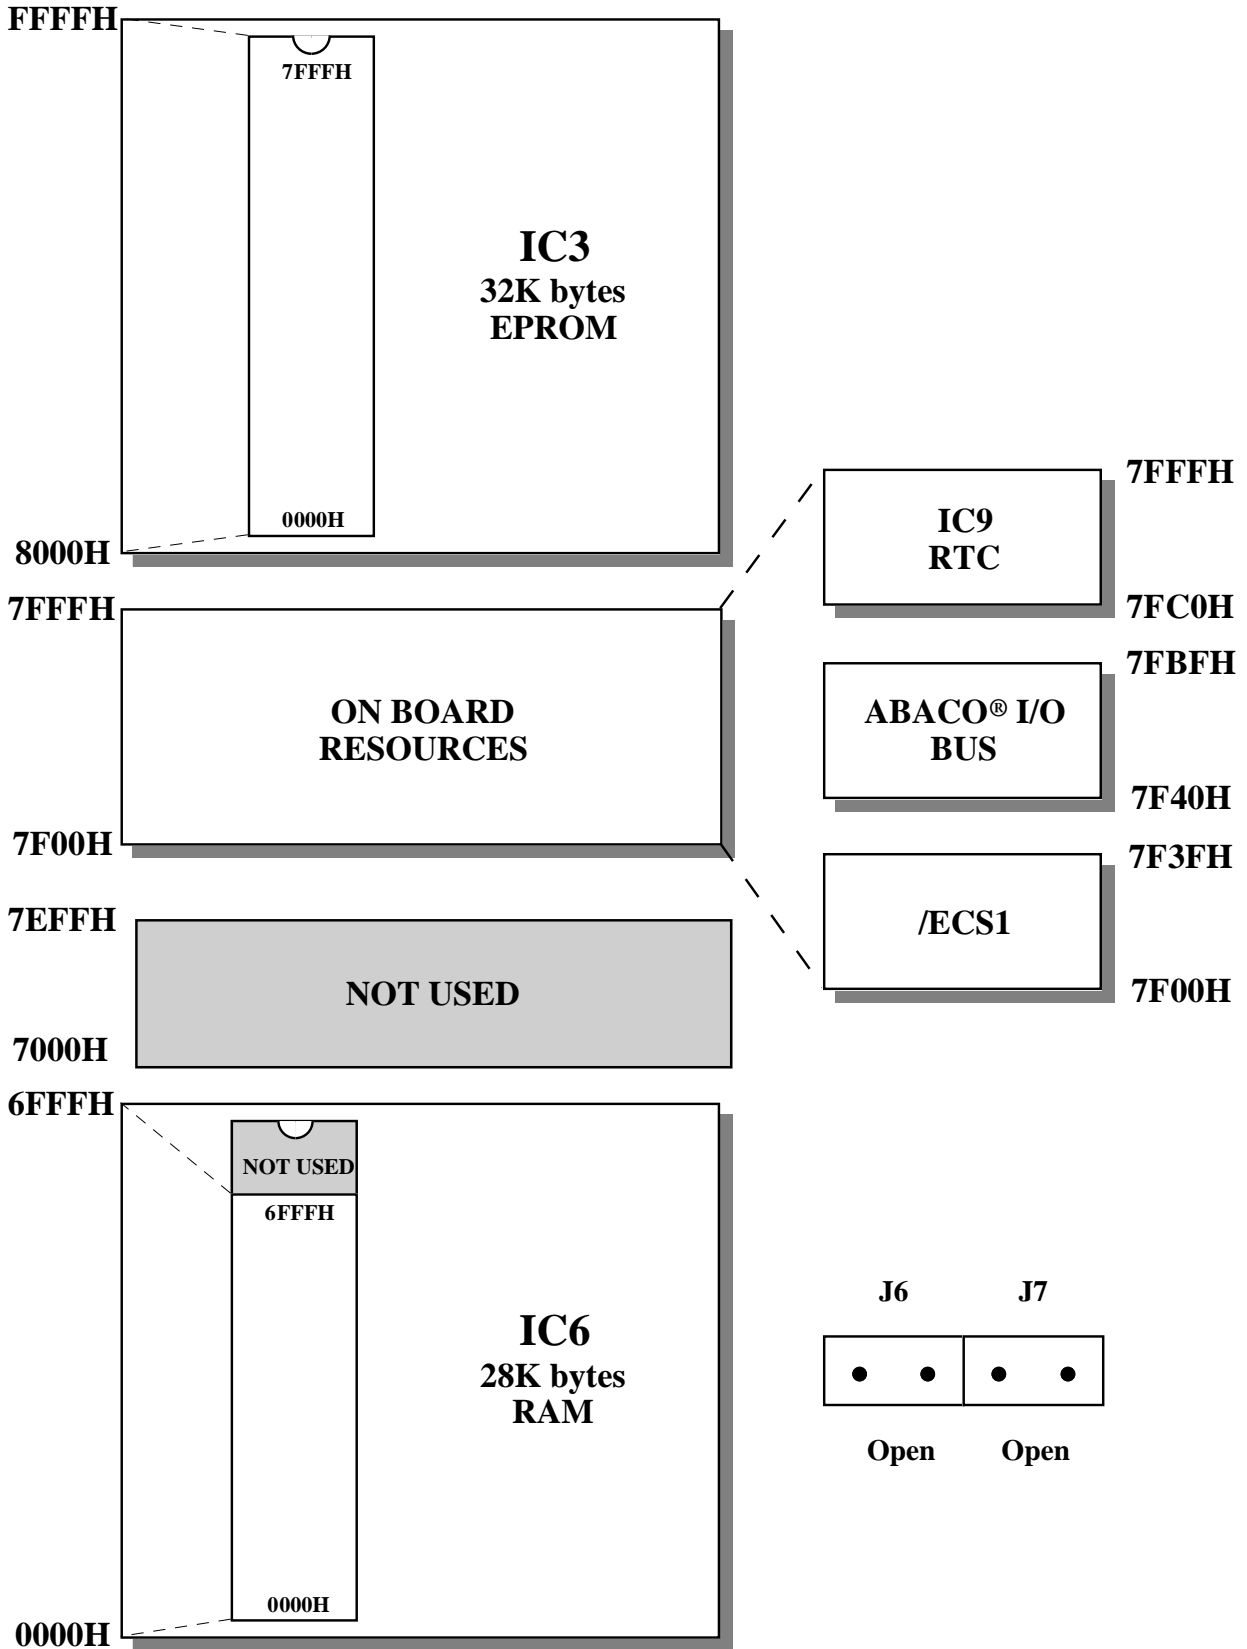 FFFFH
7FFFH
IC3
32K bytes
EPROM
0000H
8000H
7FFFH
ON BOARD
RESOURCES
7F00H
7FFFH
IC9
RTC
7FC0H
7FBFH
ABACO® I/O
BUS
7F40H
7F3FH
/ECS1
7F00H
7EFFH
NOT USED
7000H
6FFFH
NOT USED
6FFFH
IC6
28K bytes
RAM
0000H
0000H
J6 J7
Open Open